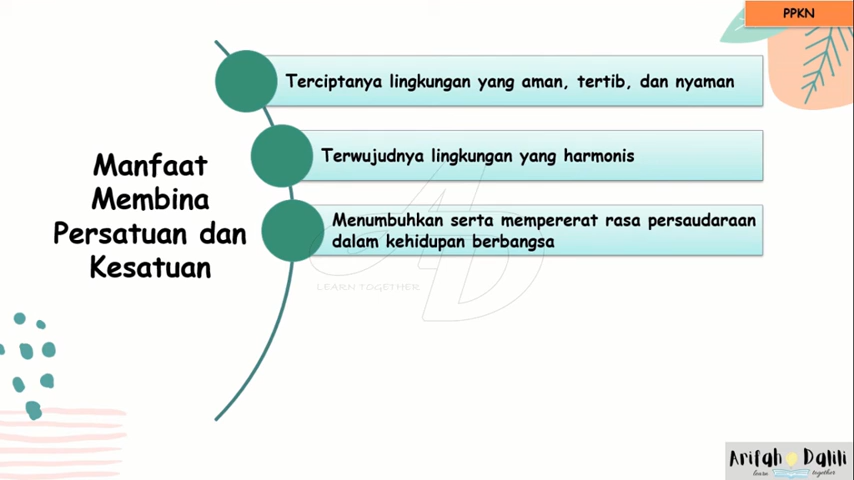 PPKN
Terciptanya lingkungan yang aman, tertib, dan nyaman
Terwujudnya lingkungan yang harmonis
Manfaat
Membina
Persatuan dan
Kesatuan
Menumbuhkan serta mempererat rasa persaudaraan
dalam kehidupan berbangsa
AD
LEARN TOGETHER
Arifah Dalili
learn together